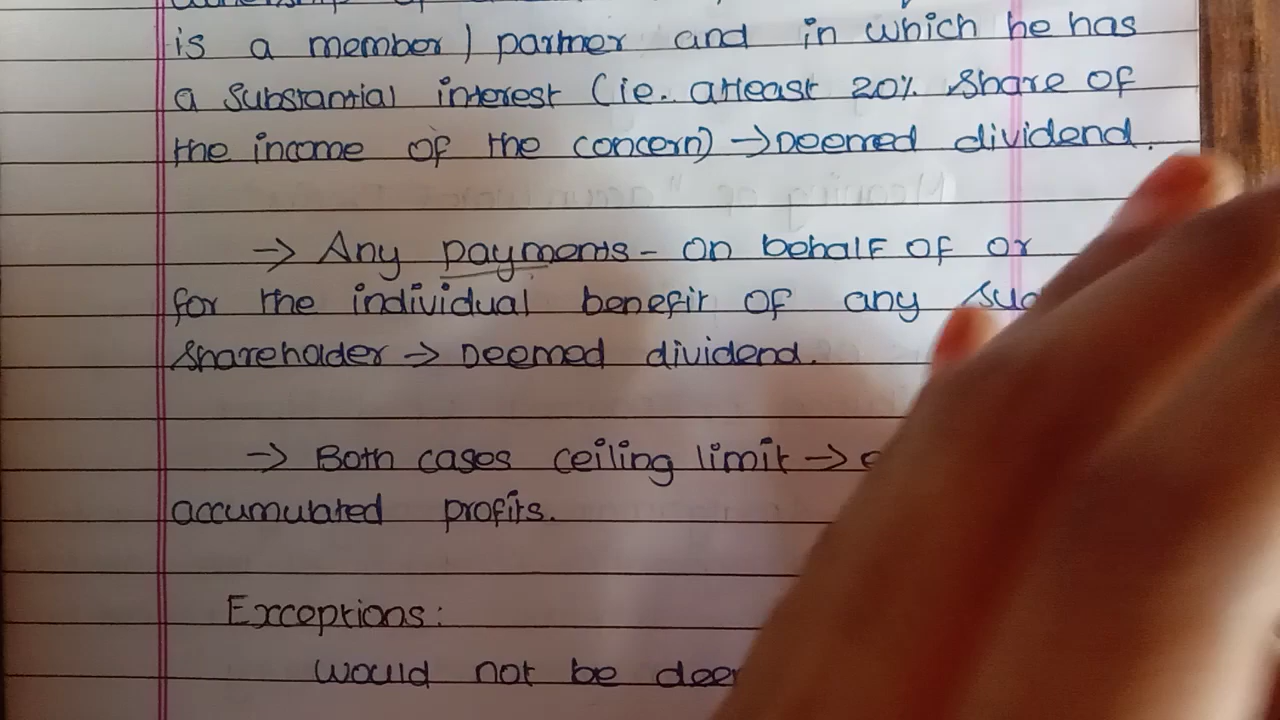 is a member / partner and in which he has
a substantial interest (ie. atleast 20% share of
the income of the concern) → Deemed dividend.
→ Any payments - on behalf of or
for the individual benefit of any
shareholder → Deemed dividend.
→ Both cases ceiling limit →
accumulated profits.
Exceptions:
would not be